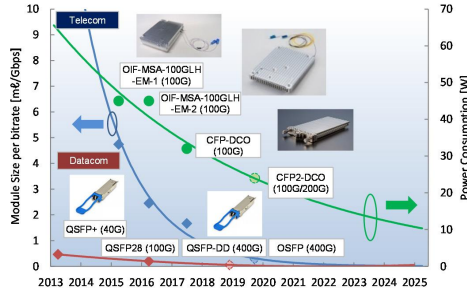 Telecom
10
9
8
7
6
5
4
3
2
1
0
Module Size per bitrate [mℓ/Gbps]
70
60
50
40
30
20
10
0
Power Consumption [W]
OIF-MSA-100GLH
-EM-1 (100G)
OIF-MSA-100GLH
-EM-2 (100G)
CFP-DCO
(100G)
CFP2-DCO
(100G/200G)
Datacom
QSFP+ (40G)
QSFP28 (100G)
QSFP-DD (400G)
OSFP (400G)
2013 2014 2015 2016 2017 2018 2019 2020 2021 2022 2023 2024 2025